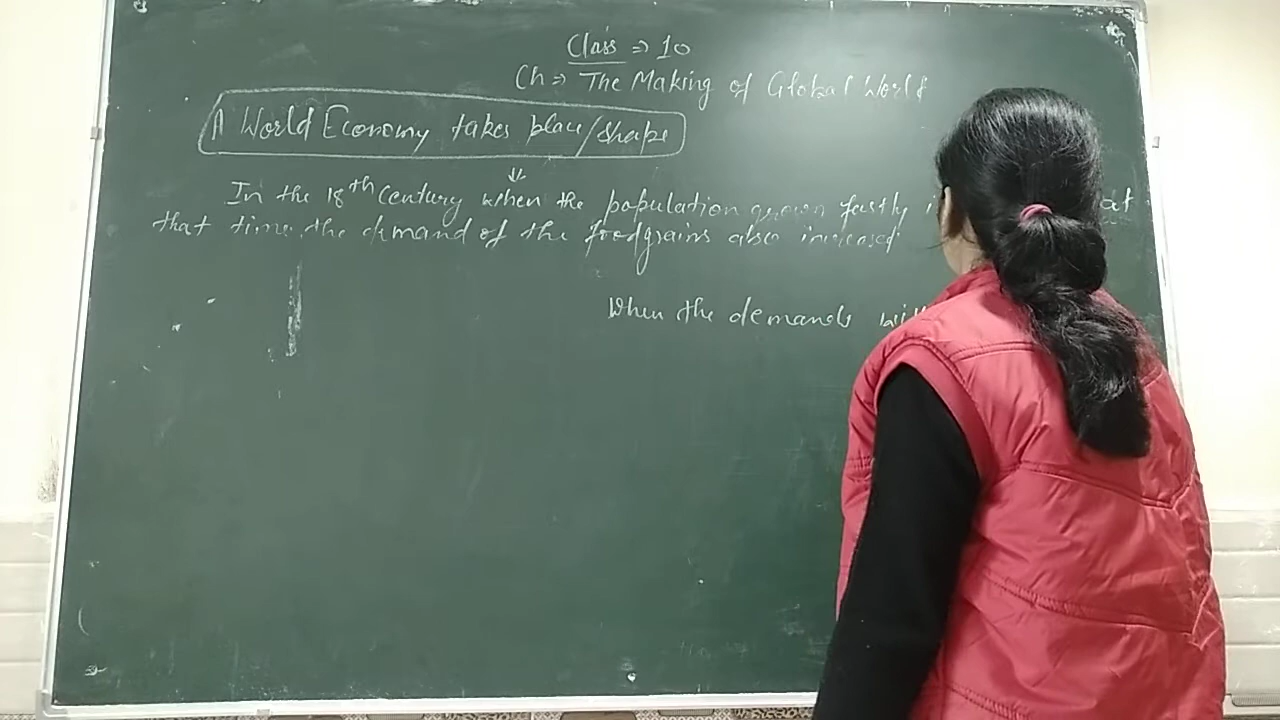 Class ⇒ 10
Ch ⇒ The Making of Global World
A World Economy takes place/shape
In the 18th Century when the population grown fastly at
that time, the demand of the foodgrains also increased
When the demands